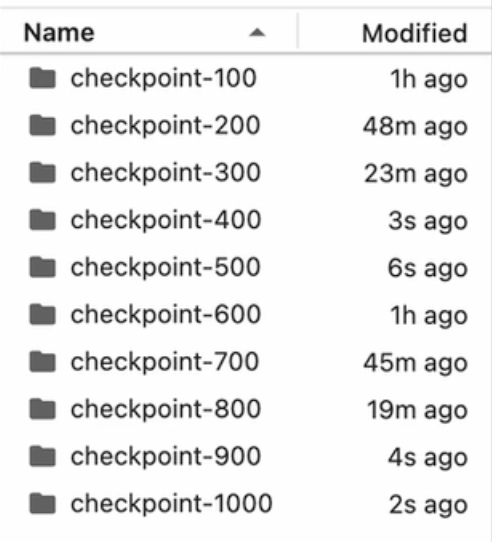 Name Modified
checkpoint-100 1h ago
checkpoint-200 48m ago
checkpoint-300 23m ago
checkpoint-400 3s ago
checkpoint-500 6s ago
checkpoint-600 1h ago
checkpoint-700 45m ago
checkpoint-800 19m ago
checkpoint-900 4s ago
checkpoint-1000 2s ago